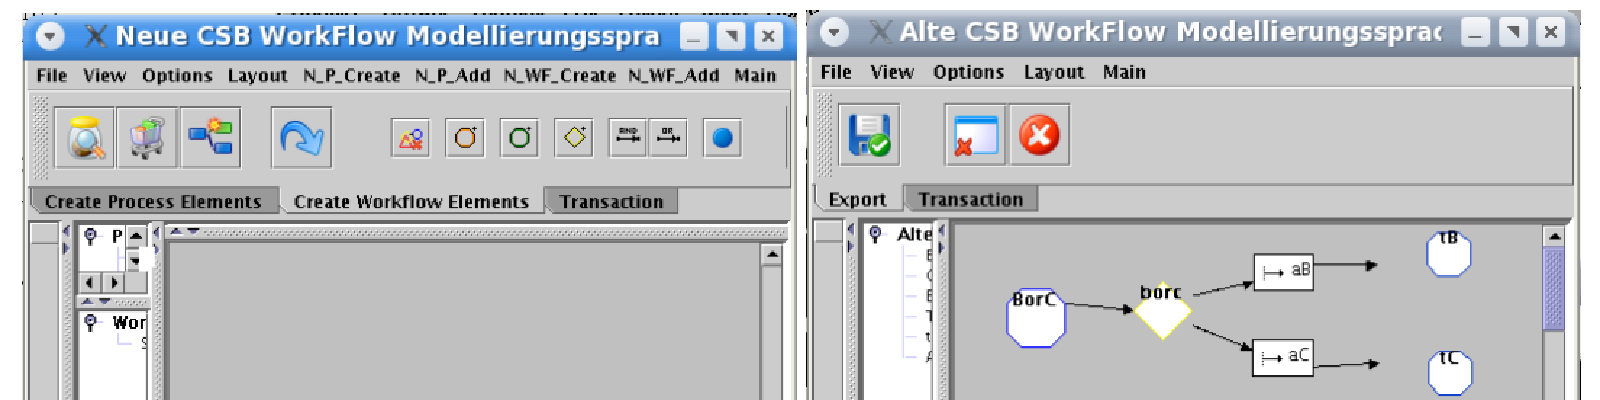 Neue CSB WorkFlow Modellierungsspra
File View Options Layout N_P_Create N_P_Add N_WF_Create N_WF_Add Main
AND OR
Create Process Elements Create Workflow Elements Transaction
P
Wor
Alte CSB WorkFlow Modellierungssprac
File View Options Layout Main
Export Transaction
Alte
tB
aB
BorC borc
aC
tC